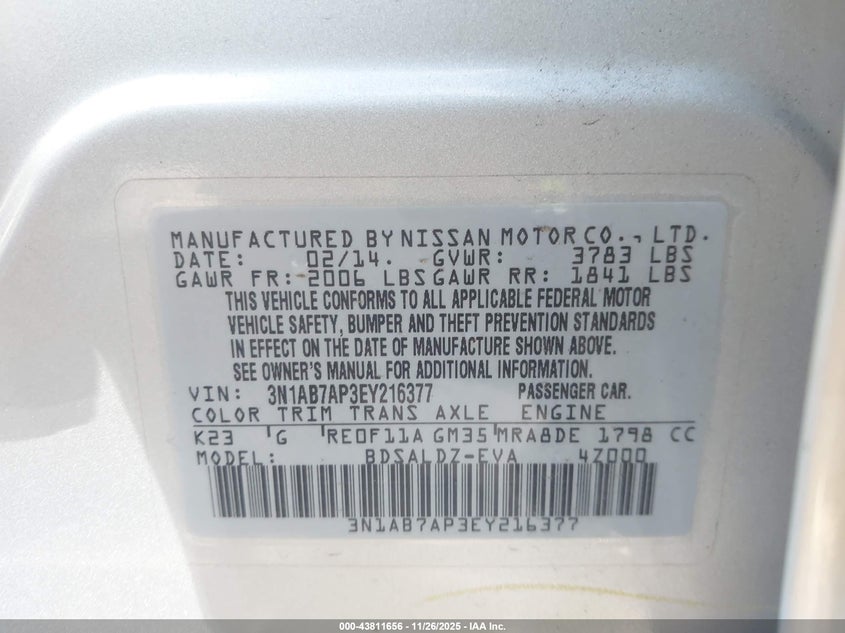 MANUFACTURED BY NISSAN MOTOR CO., LTD.
DATE: 02/14. GVWR: 3783 LBS
GAWR FR: 2006 LBS GAWR RR: 1841 LBS
THIS VEHICLE CONFORMS TO ALL APPLICABLE FEDERAL MOTOR
VEHICLE SAFETY, BUMPER AND THEFT PREVENTION STANDARDS
IN EFFECT ON THE DATE OF MANUFACTURE SHOWN ABOVE.
SEE OWNER'S MANUAL FOR ADDITIONAL INFORMATION.
VIN: 3N1AB7AP3EY216377 PASSENGER CAR.
COLOR TRIM TRANS AXLE ENGINE
K23 G RE0F11A GM35 MRA8DE 1798 CC
MODEL: BDSALDZ-EVA 4Z000
3N1AB7AP3EY216377
000-43811656 - 11/26/2025 - IAA Inc.